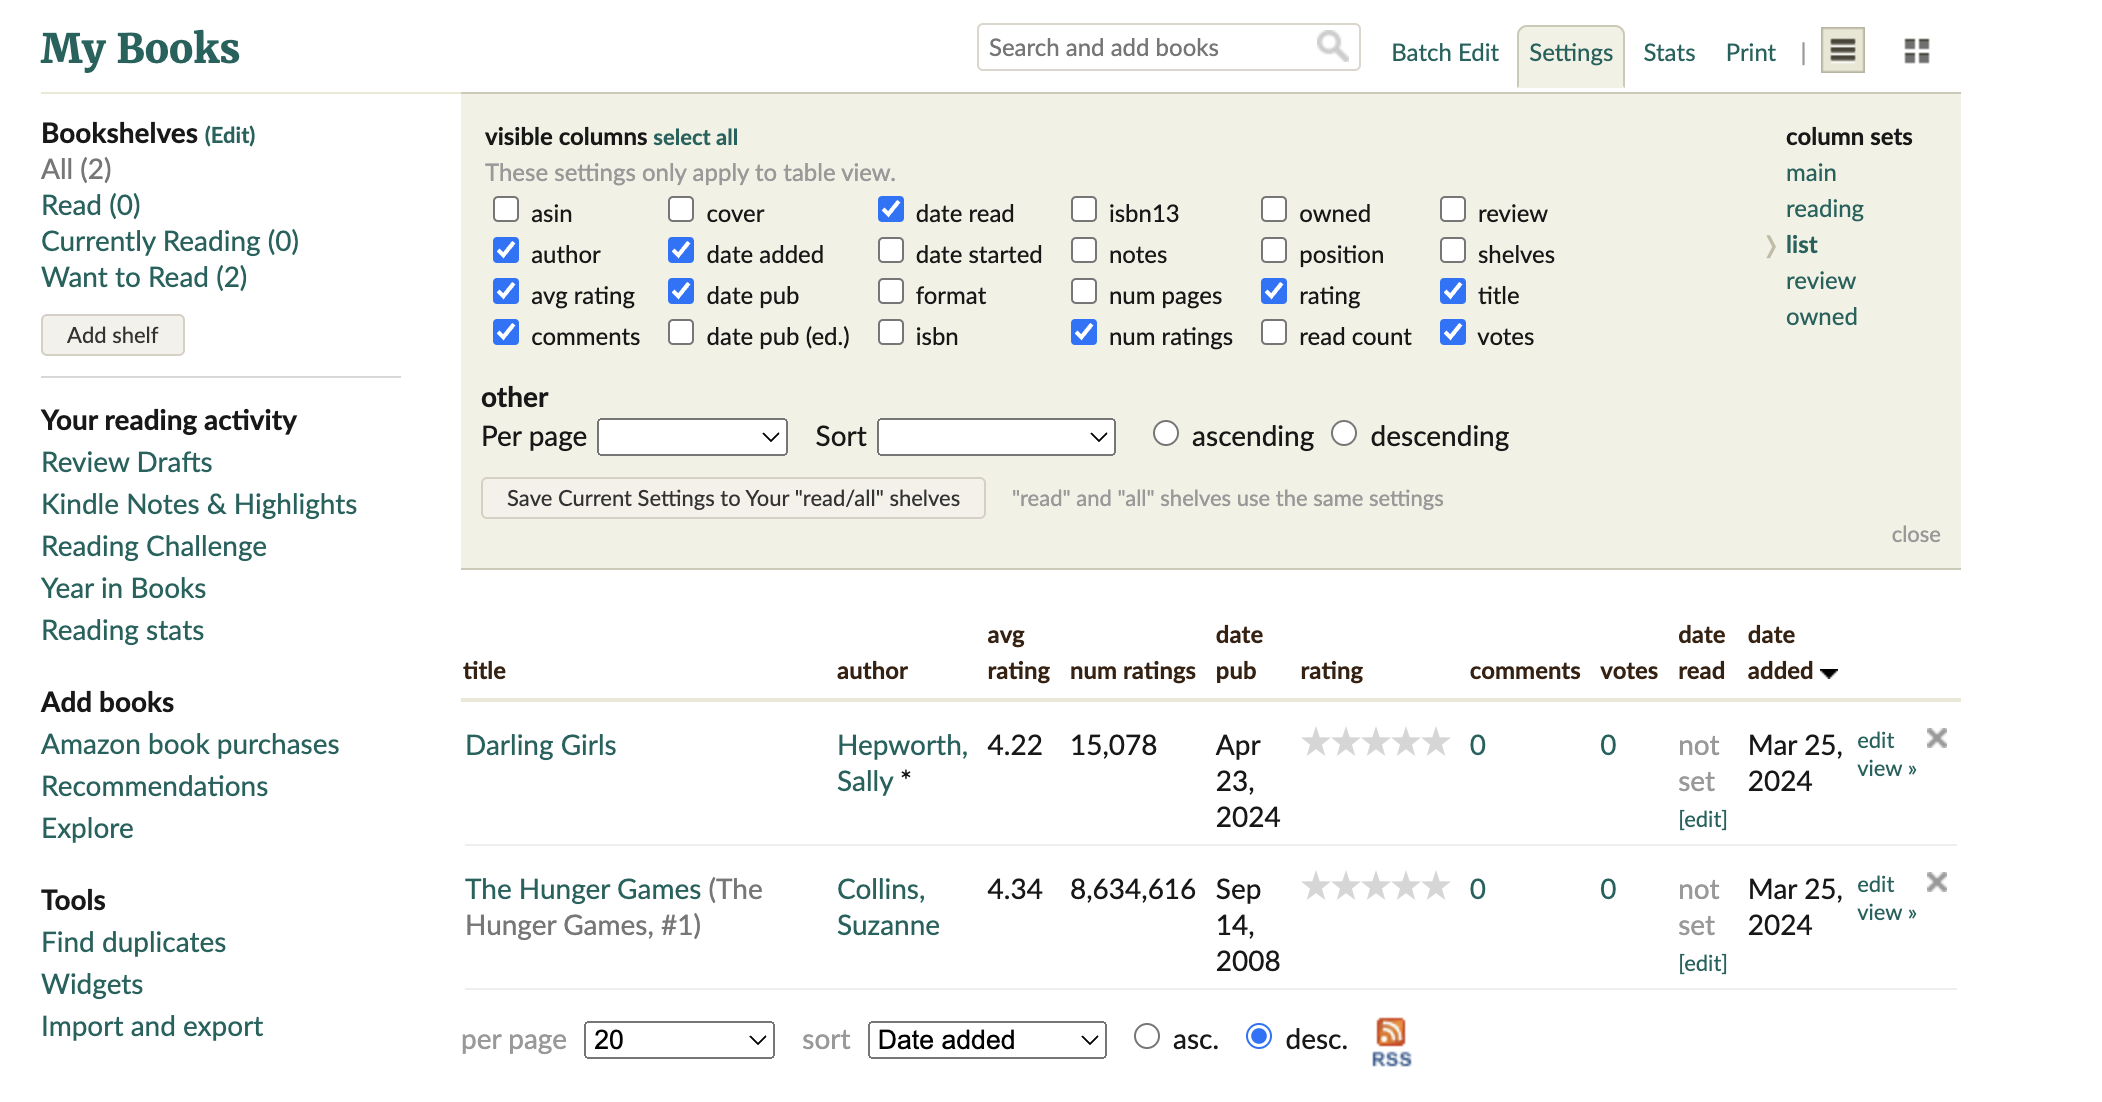 My Books
Search and add books
Batch Edit Settings Stats Print |
Bookshelves (Edit)
All (2)
Read (0)
Currently Reading (0)
Want to Read (2)
Add shelf
Your reading activity
Review Drafts
Kindle Notes & Highlights
Reading Challenge
Year in Books
Reading stats
Add books
Amazon book purchases
Recommendations
Explore
Tools
Find duplicates
Widgets
Import and export
visible columns select all
These settings only apply to table view.
asin cover date read isbn13 owned review
author date added date started notes position shelves
avg rating date pub format num pages rating title
comments date pub (ed.) isbn num ratings read count votes
column sets
main
reading
list
review
owned
other
Per page Sort ascending descending
Save Current Settings to Your "read/all" shelves "read" and "all" shelves use the same settings
close
avg date date date
title author rating num ratings pub rating comments votes read added
Darling Girls Hepworth, 4.22 15,078 Apr 0 0 not Mar 25, edit
Sally * 23, set 2024 view »
2024 [edit]
The Hunger Games (The Collins, 4.34 8,634,616 Sep 0 0 not Mar 25, edit
Hunger Games, #1) Suzanne 14, set 2024 view »
2008 [edit]
per page 20 sort Date added asc. desc. RSS